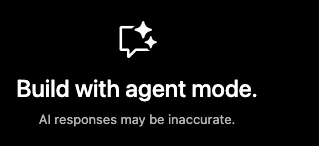 Build with agent mode.
AI responses may be inaccurate.